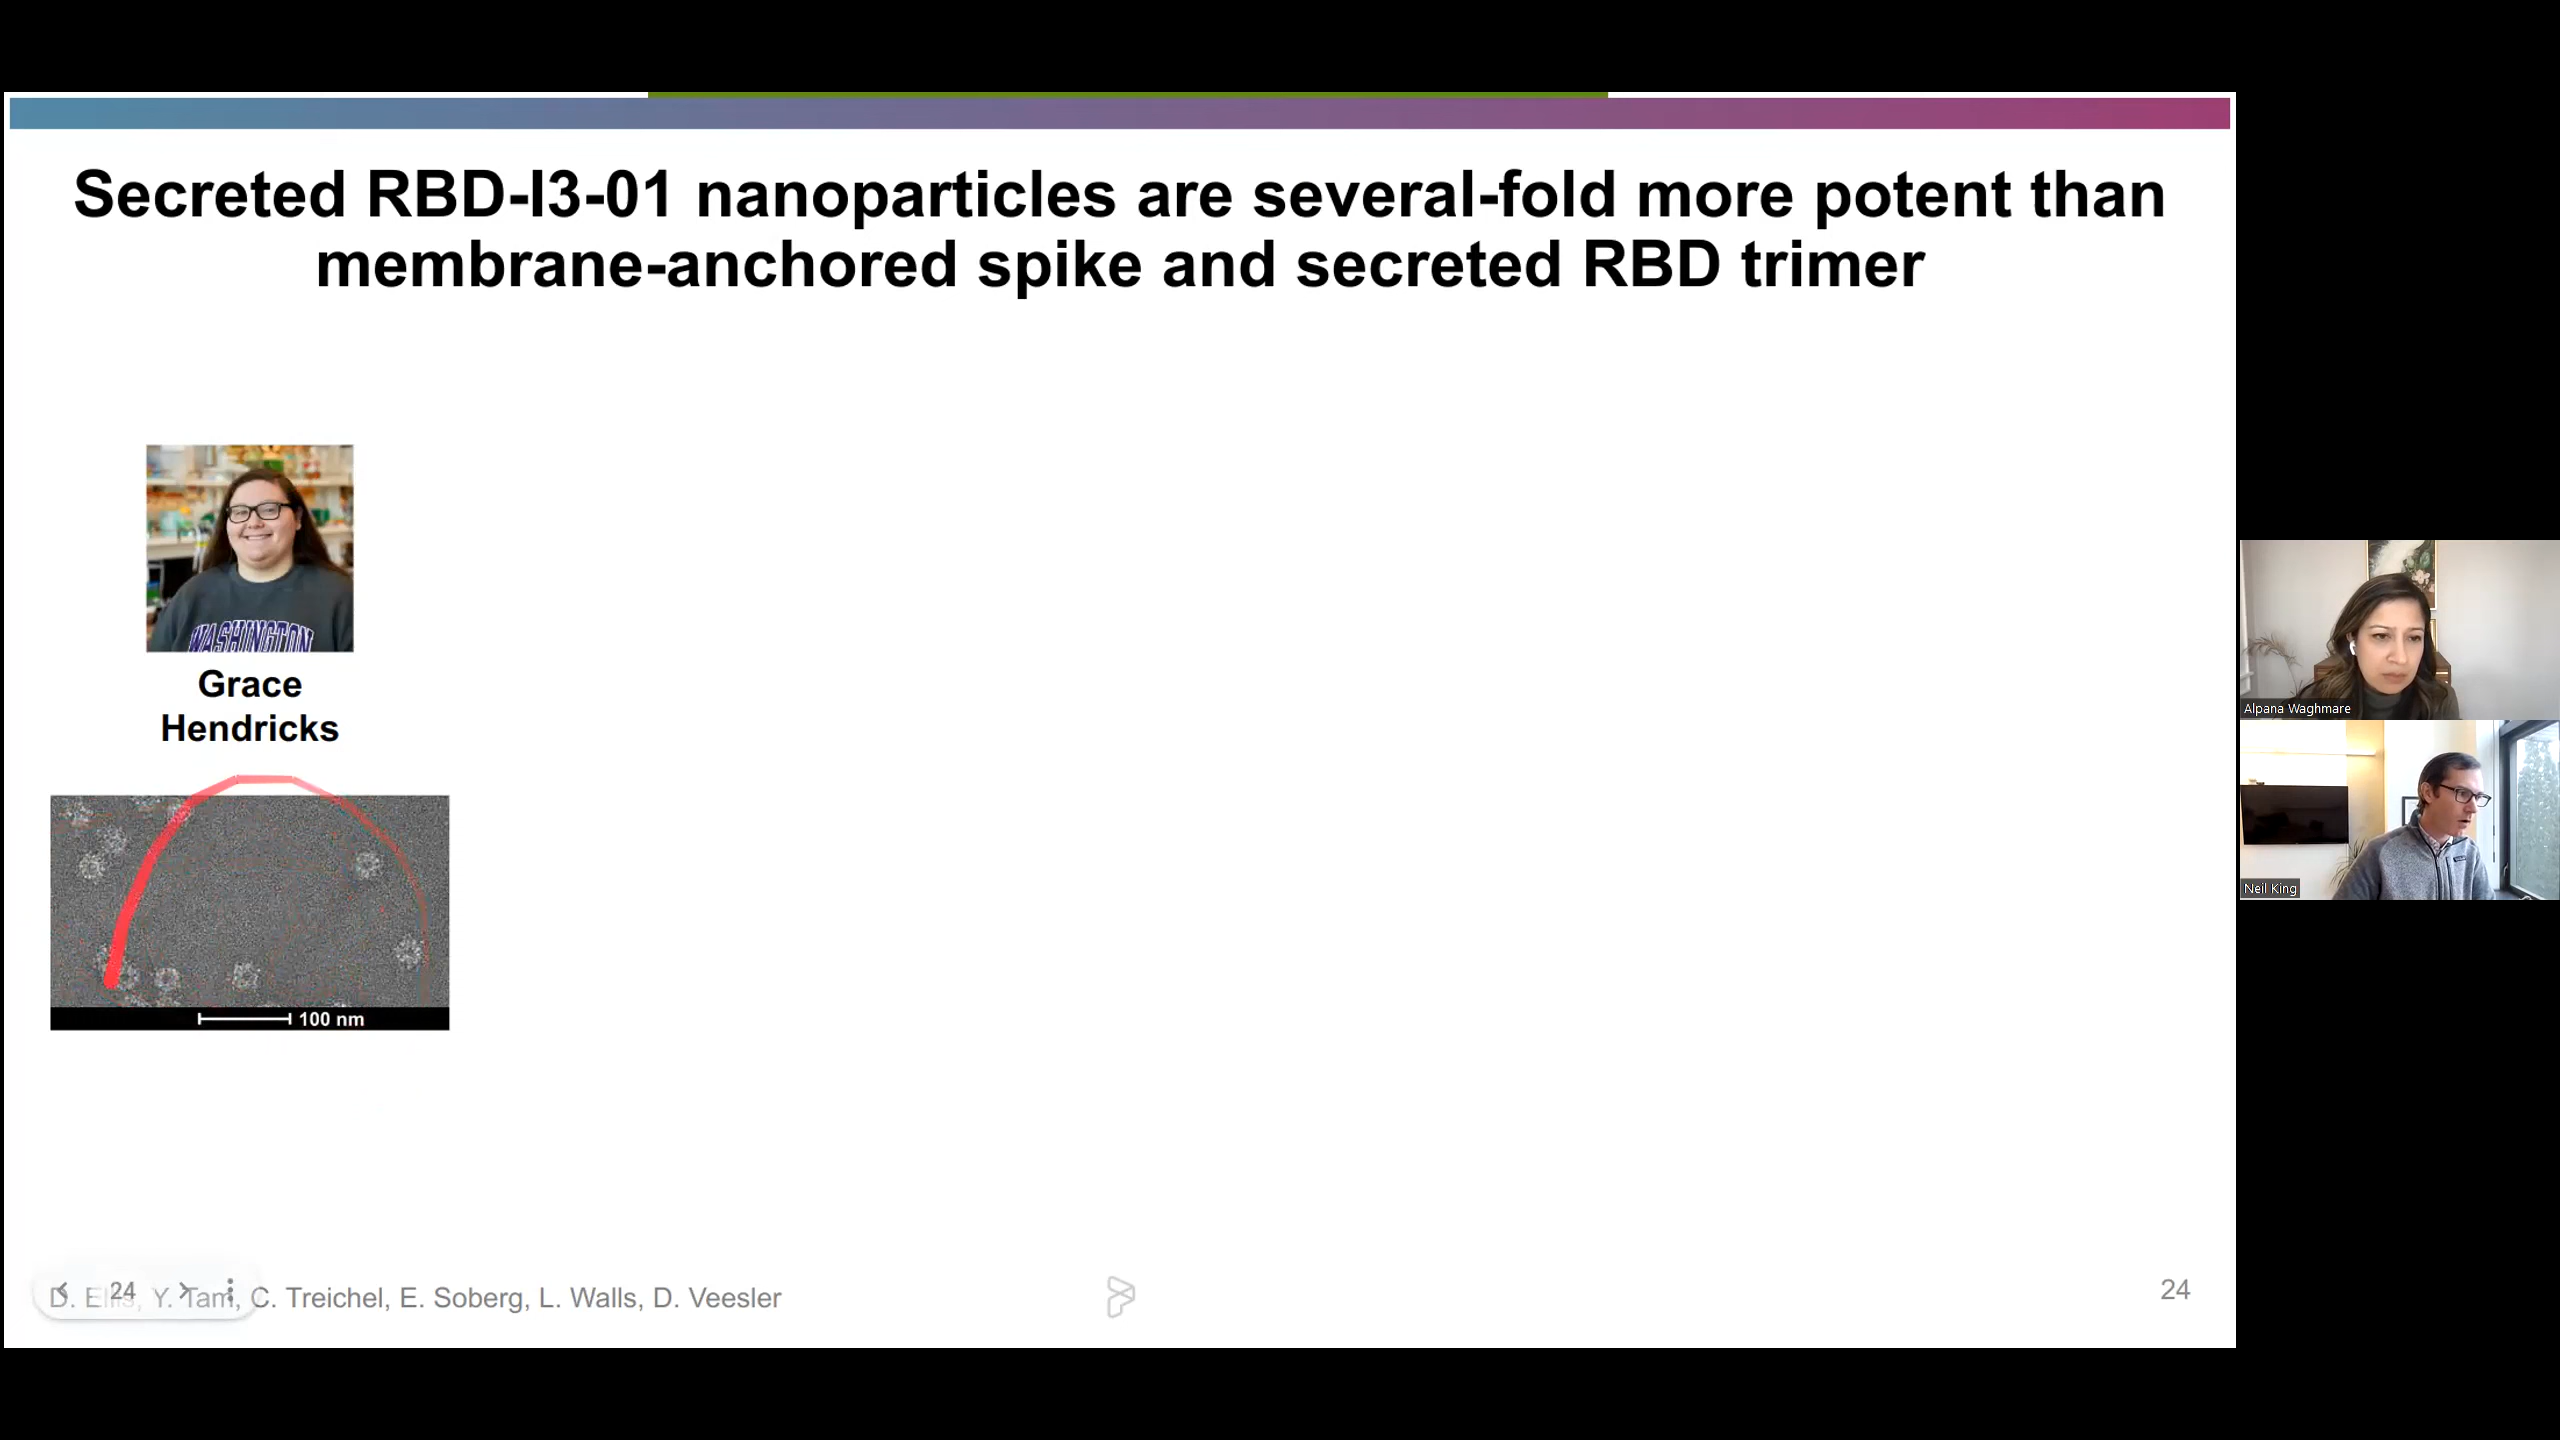 Secreted RBD-I3-01 nanoparticles are several-fold more potent than
membrane-anchored spike and secreted RBD trimer
WASHINGTON
Grace
Hendricks
100 nm
Alpana Waghmare
Neil King
24
D. Ellis, Y. Tam, C. Treichel, E. Soberg, L. Walls, D. Veesler
24